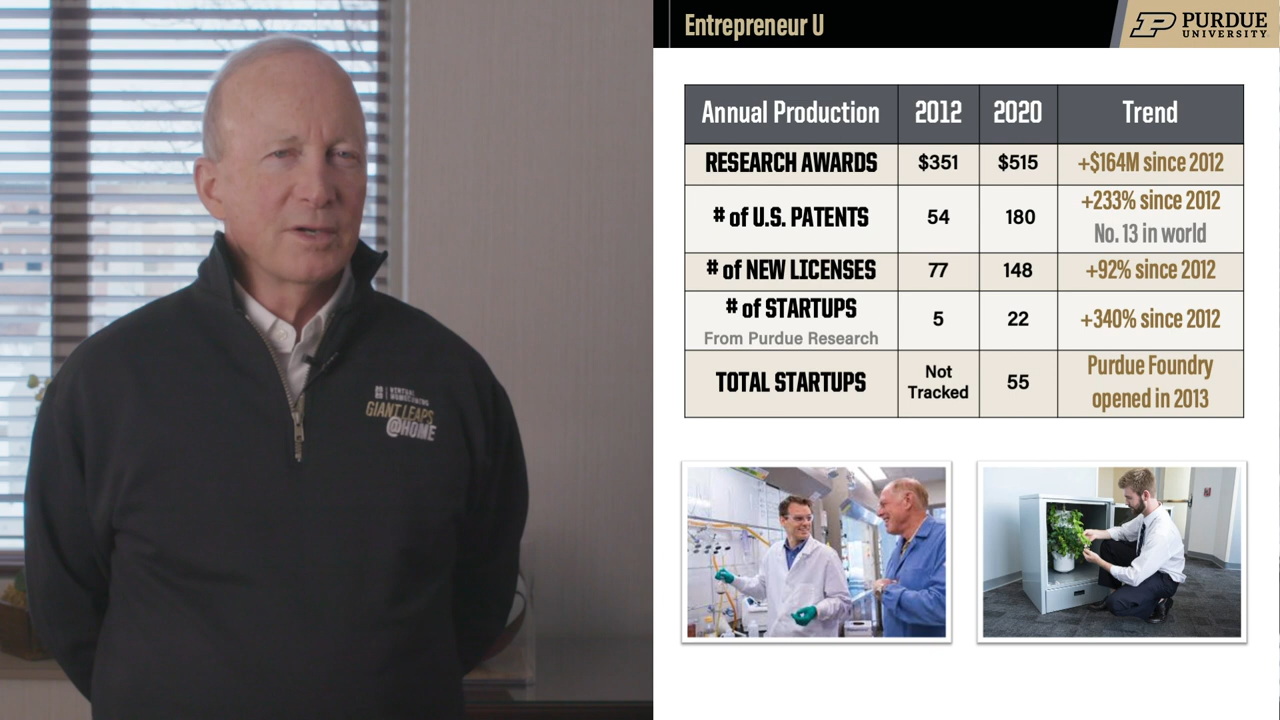 Entrepreneur U
PURDUE
UNIVERSITY
Annual Production 2012 2020 Trend
RESEARCH AWARDS $351 $515 +$164M since 2012
# of U.S. PATENTS 54 180 +233% since 2012
No. 13 in world
# of NEW LICENSES 77 148 +92% since 2012
# of STARTUPS
From Purdue Research 5 22 +340% since 2012
TOTAL STARTUPS Not
Tracked 55 Purdue Foundry
opened in 2013
VIRTUAL
HOMECOMING
GIANT LEAPS
@HOME